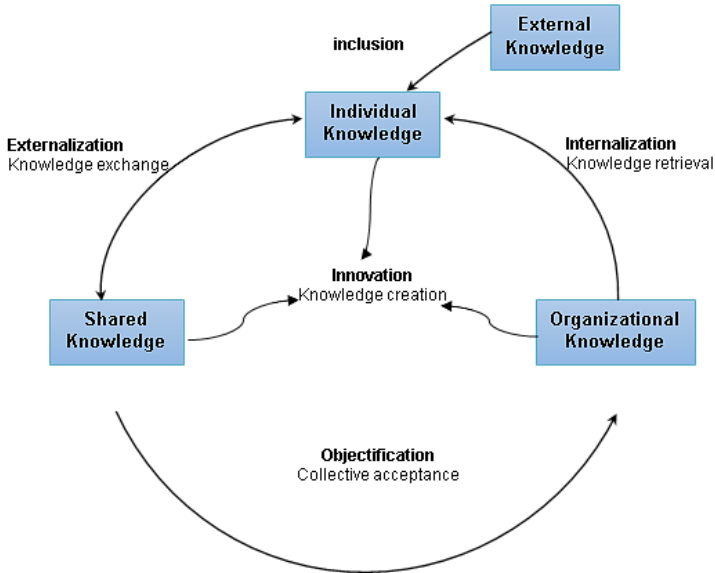 External
Knowledge
inclusion
Individual
Knowledge
Externalization
Knowledge exchange
Internalization
Knowledge retrieval
Innovation
Knowledge creation
Shared
Knowledge
Organizational
Knowledge
Objectification
Collective acceptance